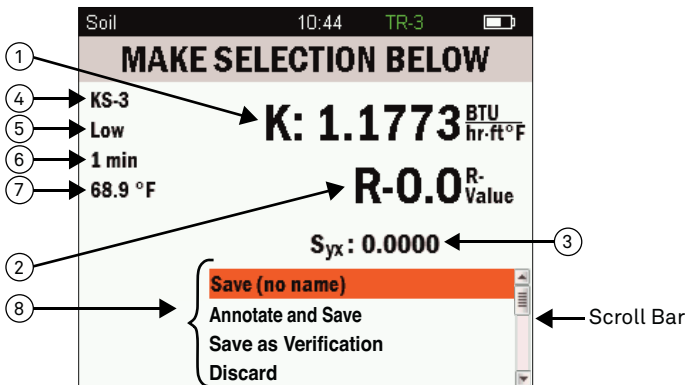 Soil 10:44 TR-3
MAKE SELECTION BELOW
1
4 KS-3
K: 1.1773 BTU
hr·ft°F
5 Low
6 1 min
7 68.9 °F
R-0.0 R-
Value
2
Syx: 0.0000 3
8
Save (no name)
Annotate and Save
Save as Verification
Discard
Scroll Bar